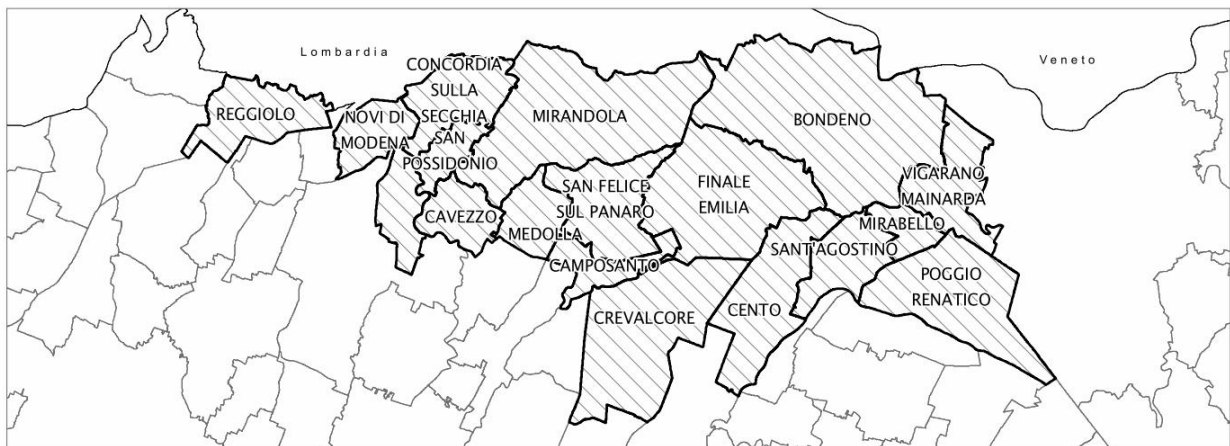 Lombardia
Veneto
CONCORDIA
SULLA
SECCHIA
REGGIOLO
NOVI DI
MODENA
SAN
POSSIDONIO
MIRANDOLA
BONDENO
CAVEZZO
MEDOLLA
SAN FELICE
SUL PANARO
FINALE
EMILIA
VIGARANO
MAINARDA
MIRABELLO
SANT'AGOSTINO
CAMPOSANTO
CREVALCORE
CENTO
POGGIO
RENATICO